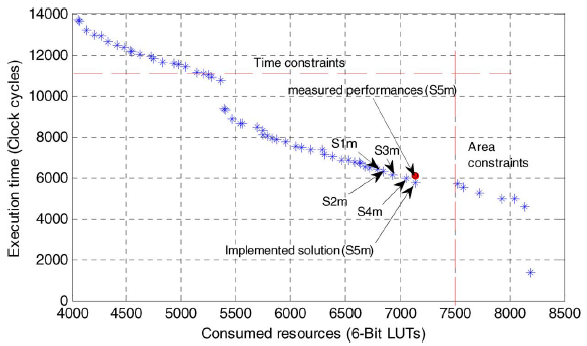 14000
12000
10000
8000
6000
4000
2000
0
Execution time (Clock cycles)
Time constraints
measured performances (S5m)
S1m
S3m
Area
constraints
S2m
S4m
Implemented solution (S5m)
4000 4500 5000 5500 6000 6500 7000 7500 8000 8500
Consumed resources (6-Bit LUTs)